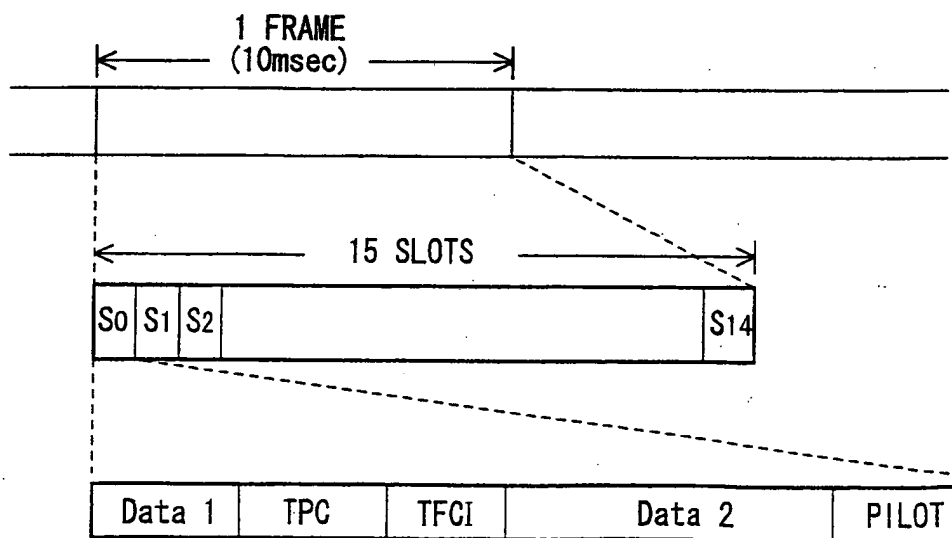 1 FRAME
(10msec)
15 SLOTS
S0 S1 S2 S14
Data 1 TPC TFCI Data 2 PILOT